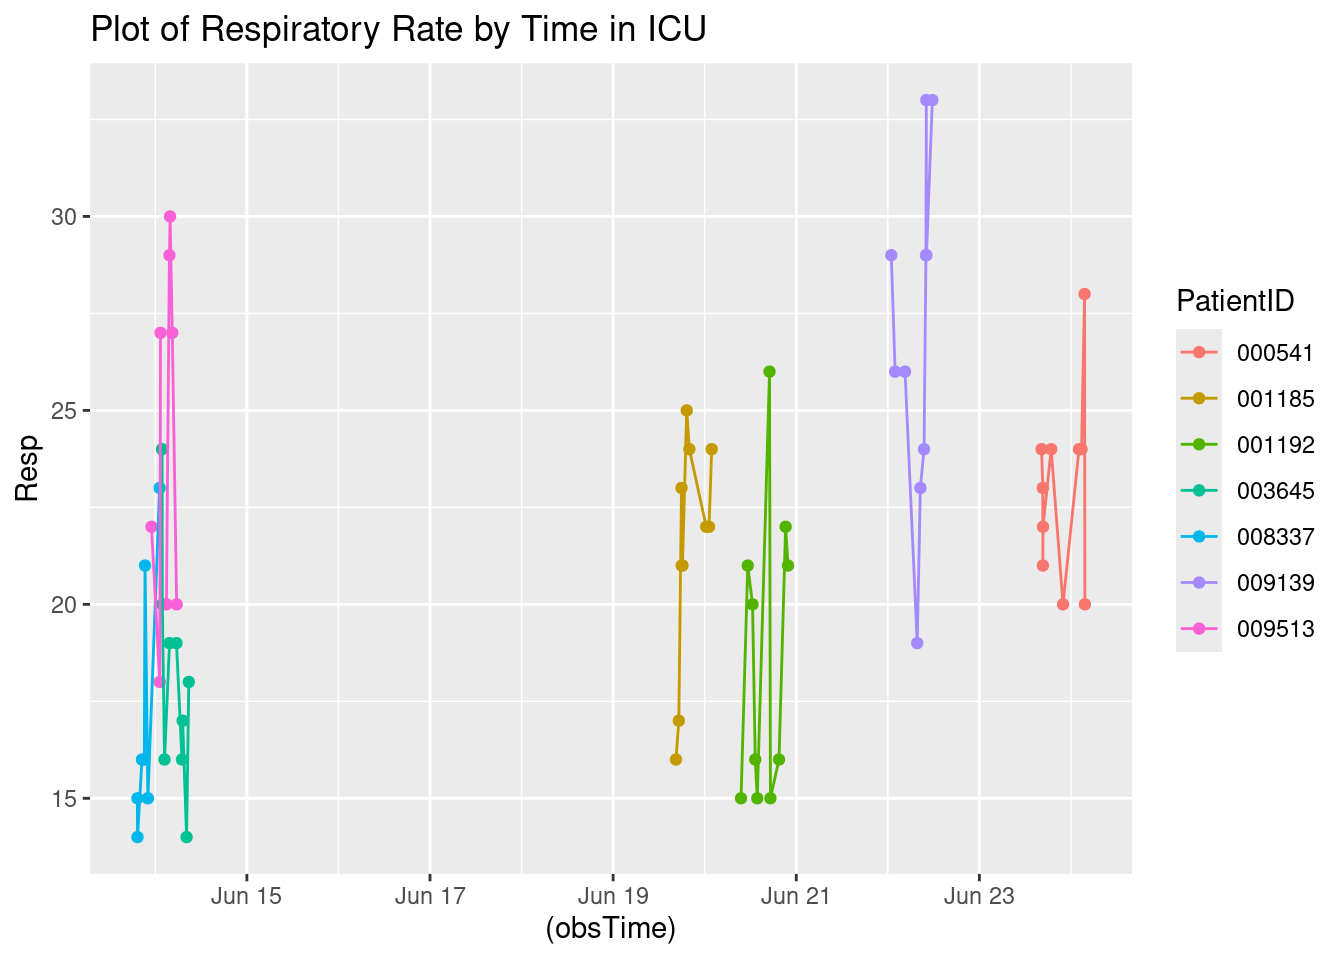 Plot of Respiratory Rate by Time in ICU
30
25
20
15
Resp
Jun 15
Jun 17
Jun 19
Jun 21
Jun 23
(obsTime)
PatientID
000541
001185
001192
003645
008337
009139
009513